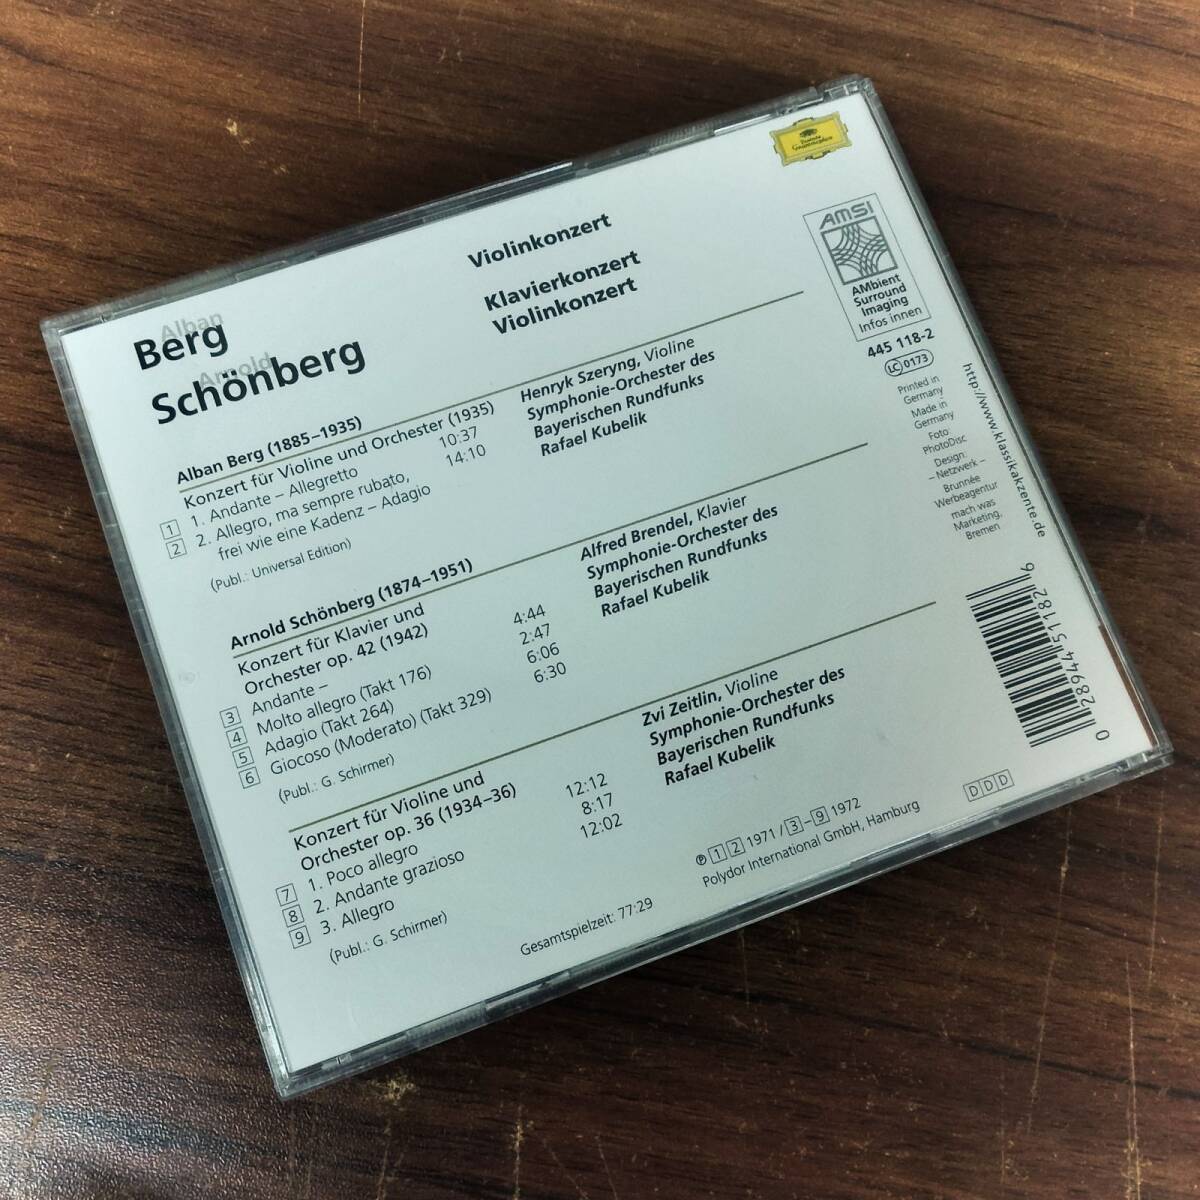 Deutsche
Grammophon
Violinkonzert
Klavierkonzert
Violinkonzert
Alban
Berg
Arnold
Schönberg
AMSI
AMbient
Surround
Imaging
Infos innen
445 118-2
LC 0173
Printed in
Germany
Made in
Germany
Foto:
PhotoDisc
Design:
– Netzwerk –
Brunnée
Werbeagentur
mach was
Marketing,
Bremen
http://www.klassikakzente.de
Alban Berg (1885–1935)
Konzert für Violine und Orchester (1935)
1 1. Andante – Allegretto 10:37
2 2. Allegro, ma sempre rubato, 14:10
frei wie eine Kadenz – Adagio
(Publ.: Universal Edition)
Henryk Szeryng, Violine
Symphonie-Orchester des
Bayerischen Rundfunks
Rafael Kubelik
Arnold Schönberg (1874–1951)
Konzert für Klavier und
Orchester op. 42 (1942)
3 Andante – 4:44
4 Molto allegro (Takt 176) 2:47
5 Adagio (Takt 264) 6:06
6 Giocoso (Moderato) (Takt 329) 6:30
(Publ.: G. Schirmer)
Alfred Brendel, Klavier
Symphonie-Orchester des
Bayerischen Rundfunks
Rafael Kubelik
Konzert für Violine und
Orchester op. 36 (1934–36)
7 1. Poco allegro 12:12
8 2. Andante grazioso 8:17
9 3. Allegro 12:02
(Publ.: G. Schirmer)
Zvi Zeitlin, Violine
Symphonie-Orchester des
Bayerischen Rundfunks
Rafael Kubelik
Gesamtspielzeit: 77:29
℗ 1 2 1971 / 3 – 9 1972
Polydor International GmbH, Hamburg
DDD
0 28944 51182 6